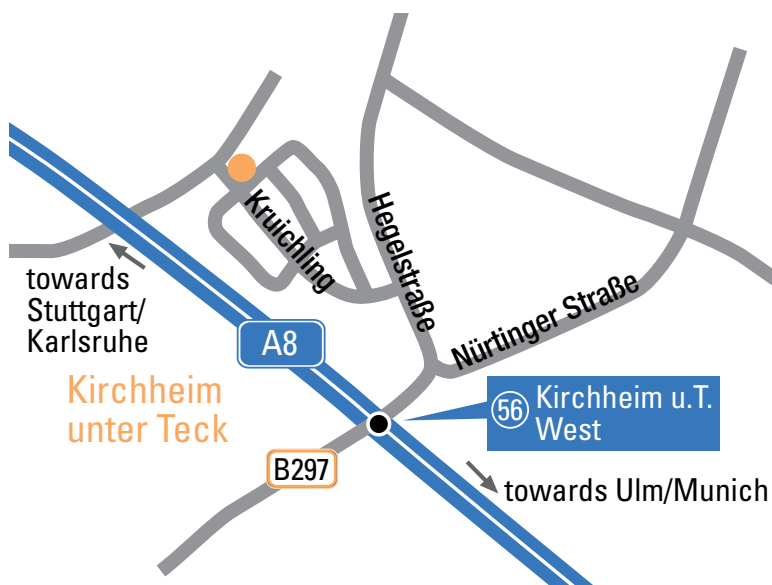 Kruichling
Hegelstraße
towards
Stuttgart/
Karlsruhe
A8
Nürtinger Straße
Kirchheim
unter Teck
56
Kirchheim u.T.
West
B297
towards Ulm/Munich